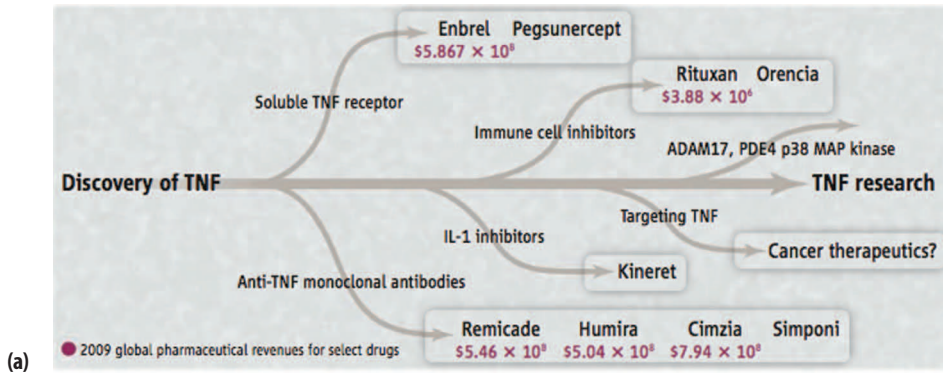 Enbrel Pegsunercept
$5.867 × 10⁸
Rituxan Orencia
$3.88 × 10⁶
Soluble TNF receptor
Immune cell inhibitors
ADAM17, PDE4 p38 MAP kinase
Discovery of TNF
TNF research
Targeting TNF
IL-1 inhibitors
Cancer therapeutics?
Kineret
Anti-TNF monoclonal antibodies
Remicade Humira Cimzia Simponi
$5.46 × 10⁸ $5.04 × 10⁸ $7.94 × 10⁸
2009 global pharmaceutical revenues for select drugs
(a)